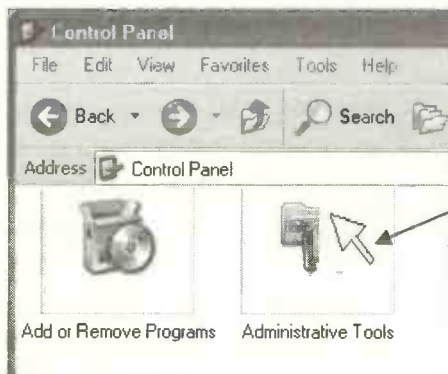 Control Panel
File Edit View Favorites Tools Help
Back Search
Address Control Panel
Add or Remove Programs Administrative Tools